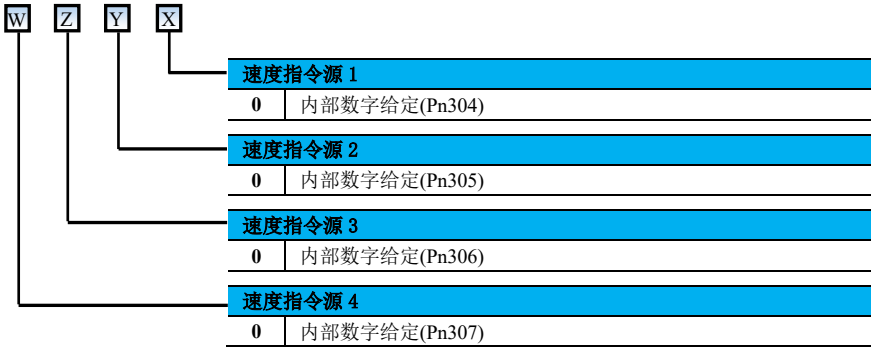 W Z Y X
速度指令源 1
0 内部数字给定(Pn304)
速度指令源 2
0 内部数字给定(Pn305)
速度指令源 3
0 内部数字给定(Pn306)
速度指令源 4
0 内部数字给定(Pn307)